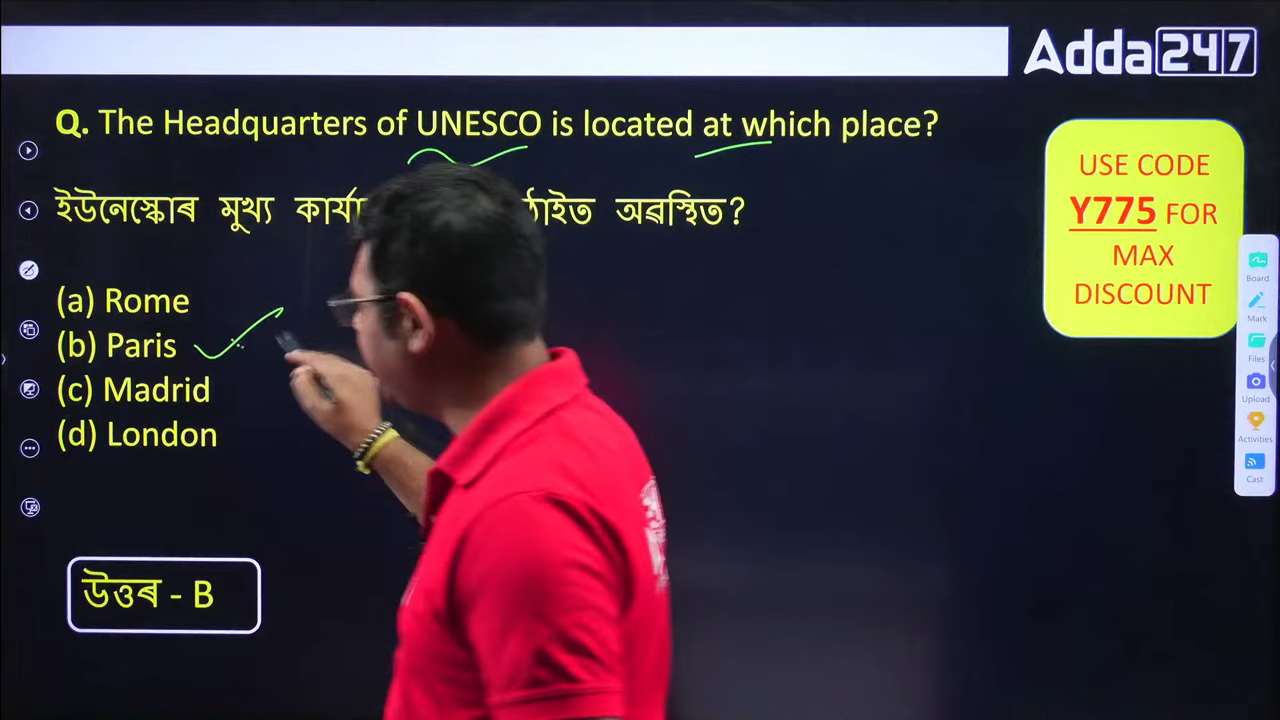 Adda247
Q. The Headquarters of UNESCO is located at which place?
ইউনেস্কোৰ মুখ্য অৱস্থিত?
(a) Rome
(b) Paris
(c) Madrid
(d) London
উত্তৰ - B
USE CODE
Y775 FOR
MAX
DISCOUNT
Board
Mark
Files
Upload
Activities
Cast